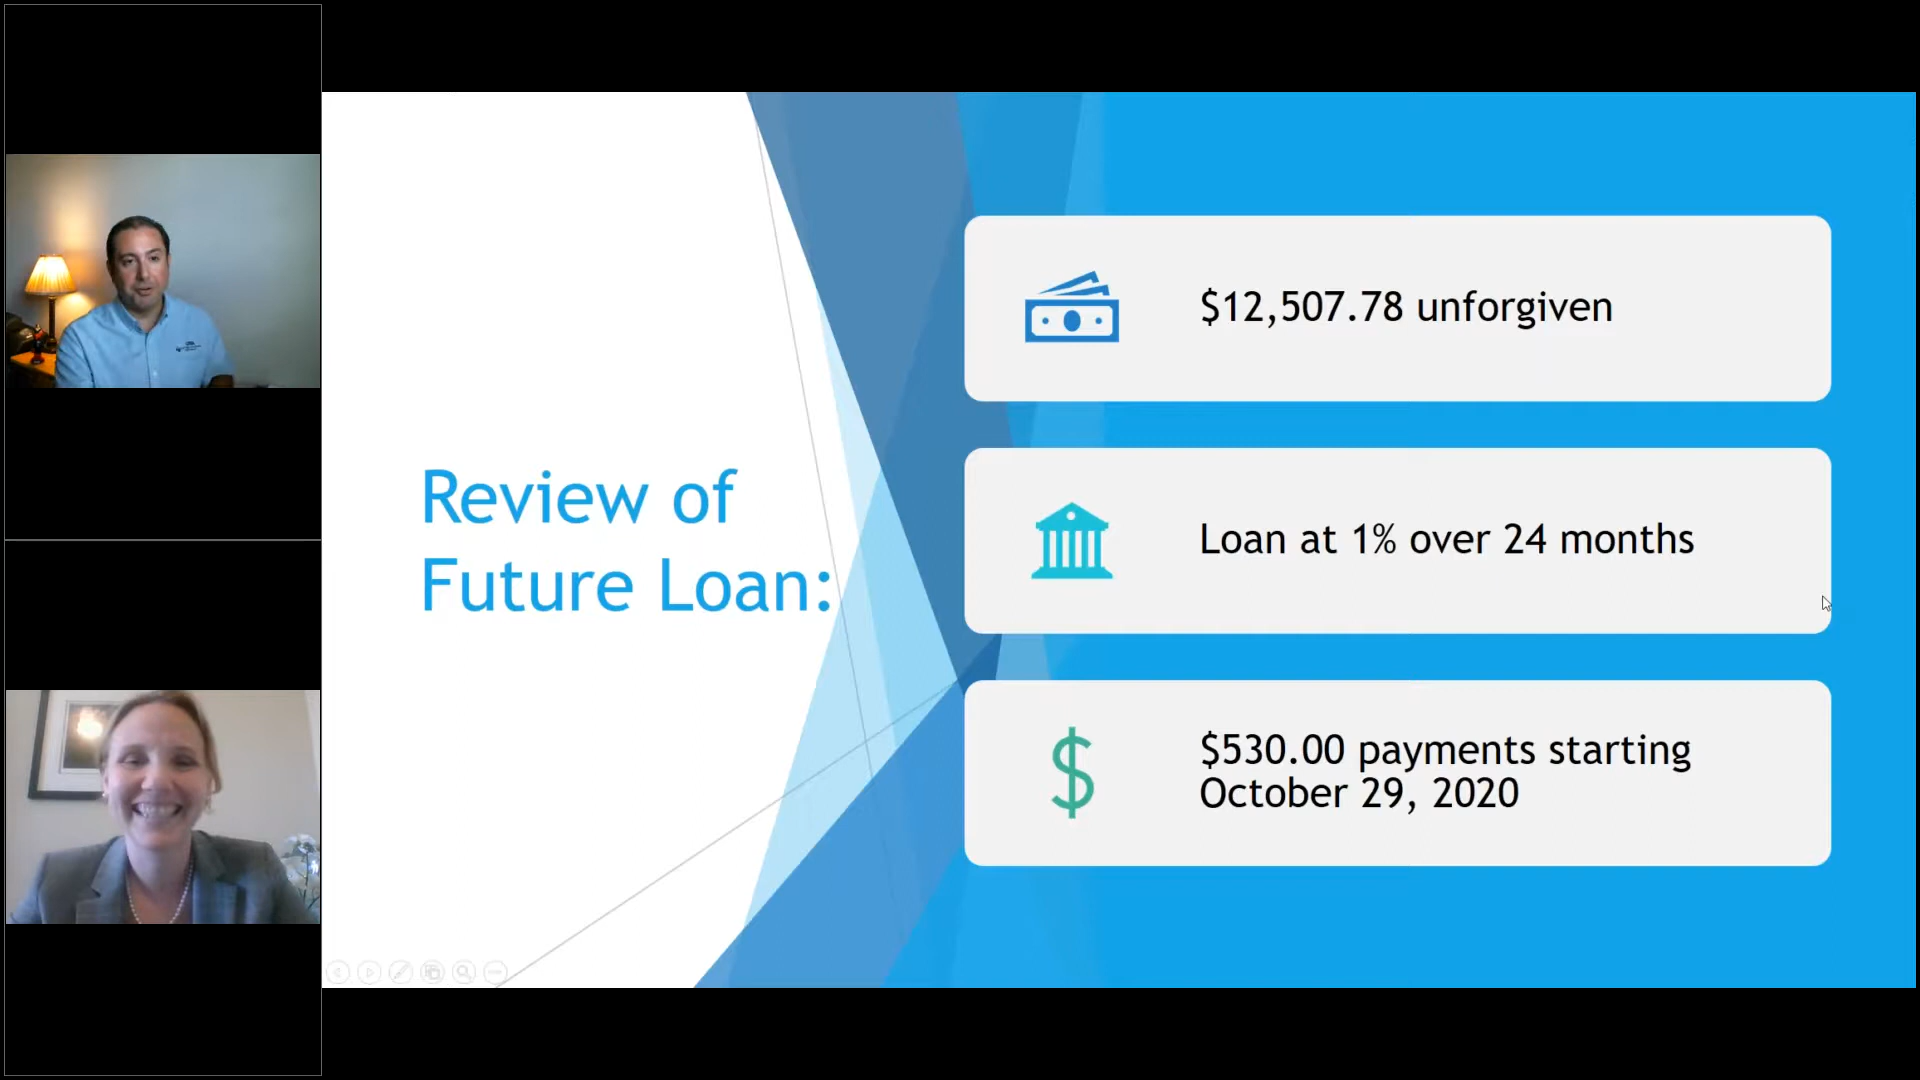 Review of
Future Loan:
$12,507.78 unforgiven
Loan at 1% over 24 months
$530.00 payments starting
October 29, 2020